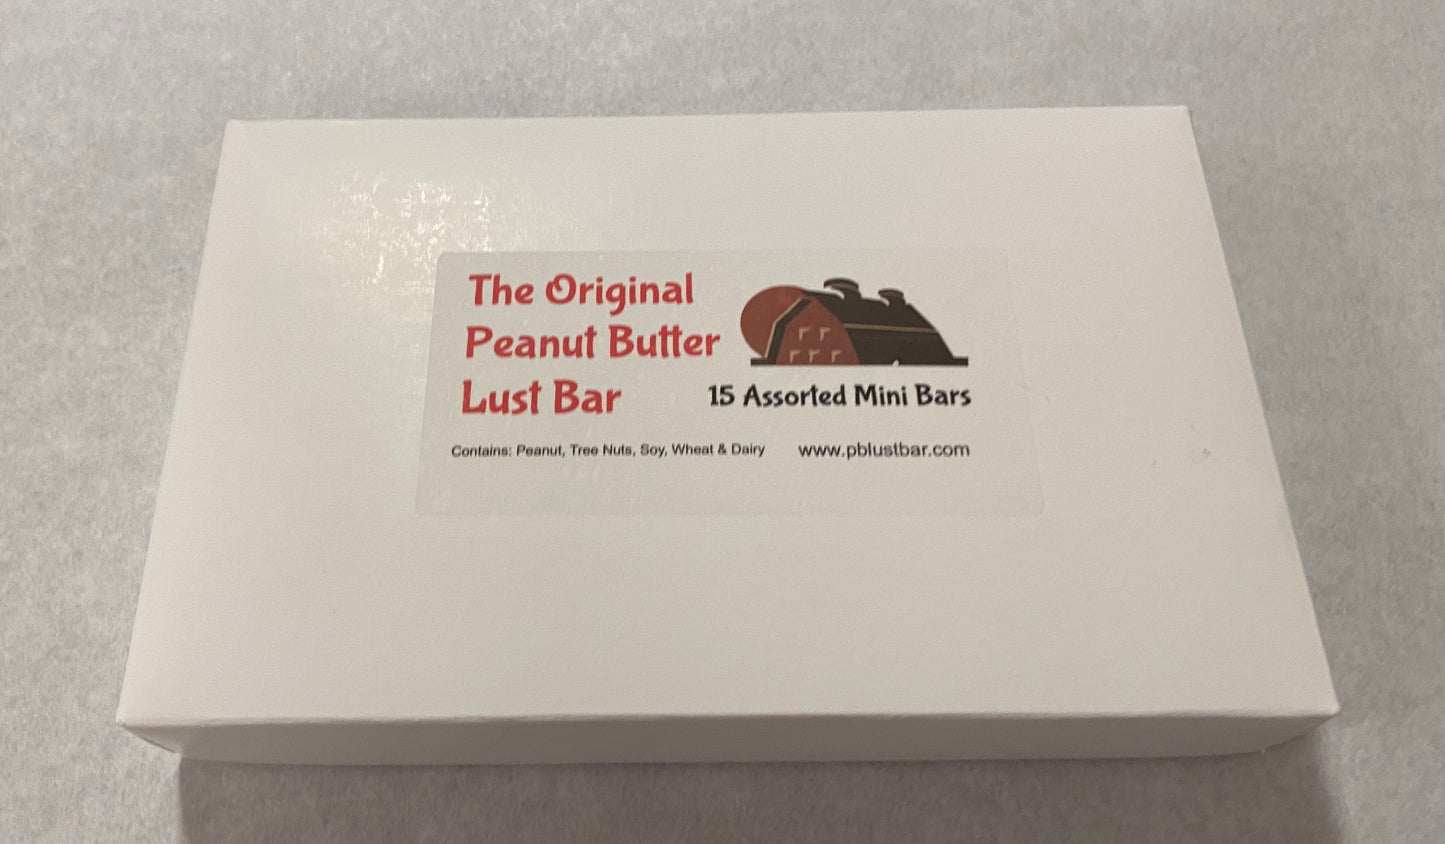 The Original
Peanut Butter
Lust Bar
15 Assorted Mini Bars
Contains: Peanut, Tree Nuts, Soy, Wheat & Dairy
www.pblustbar.com